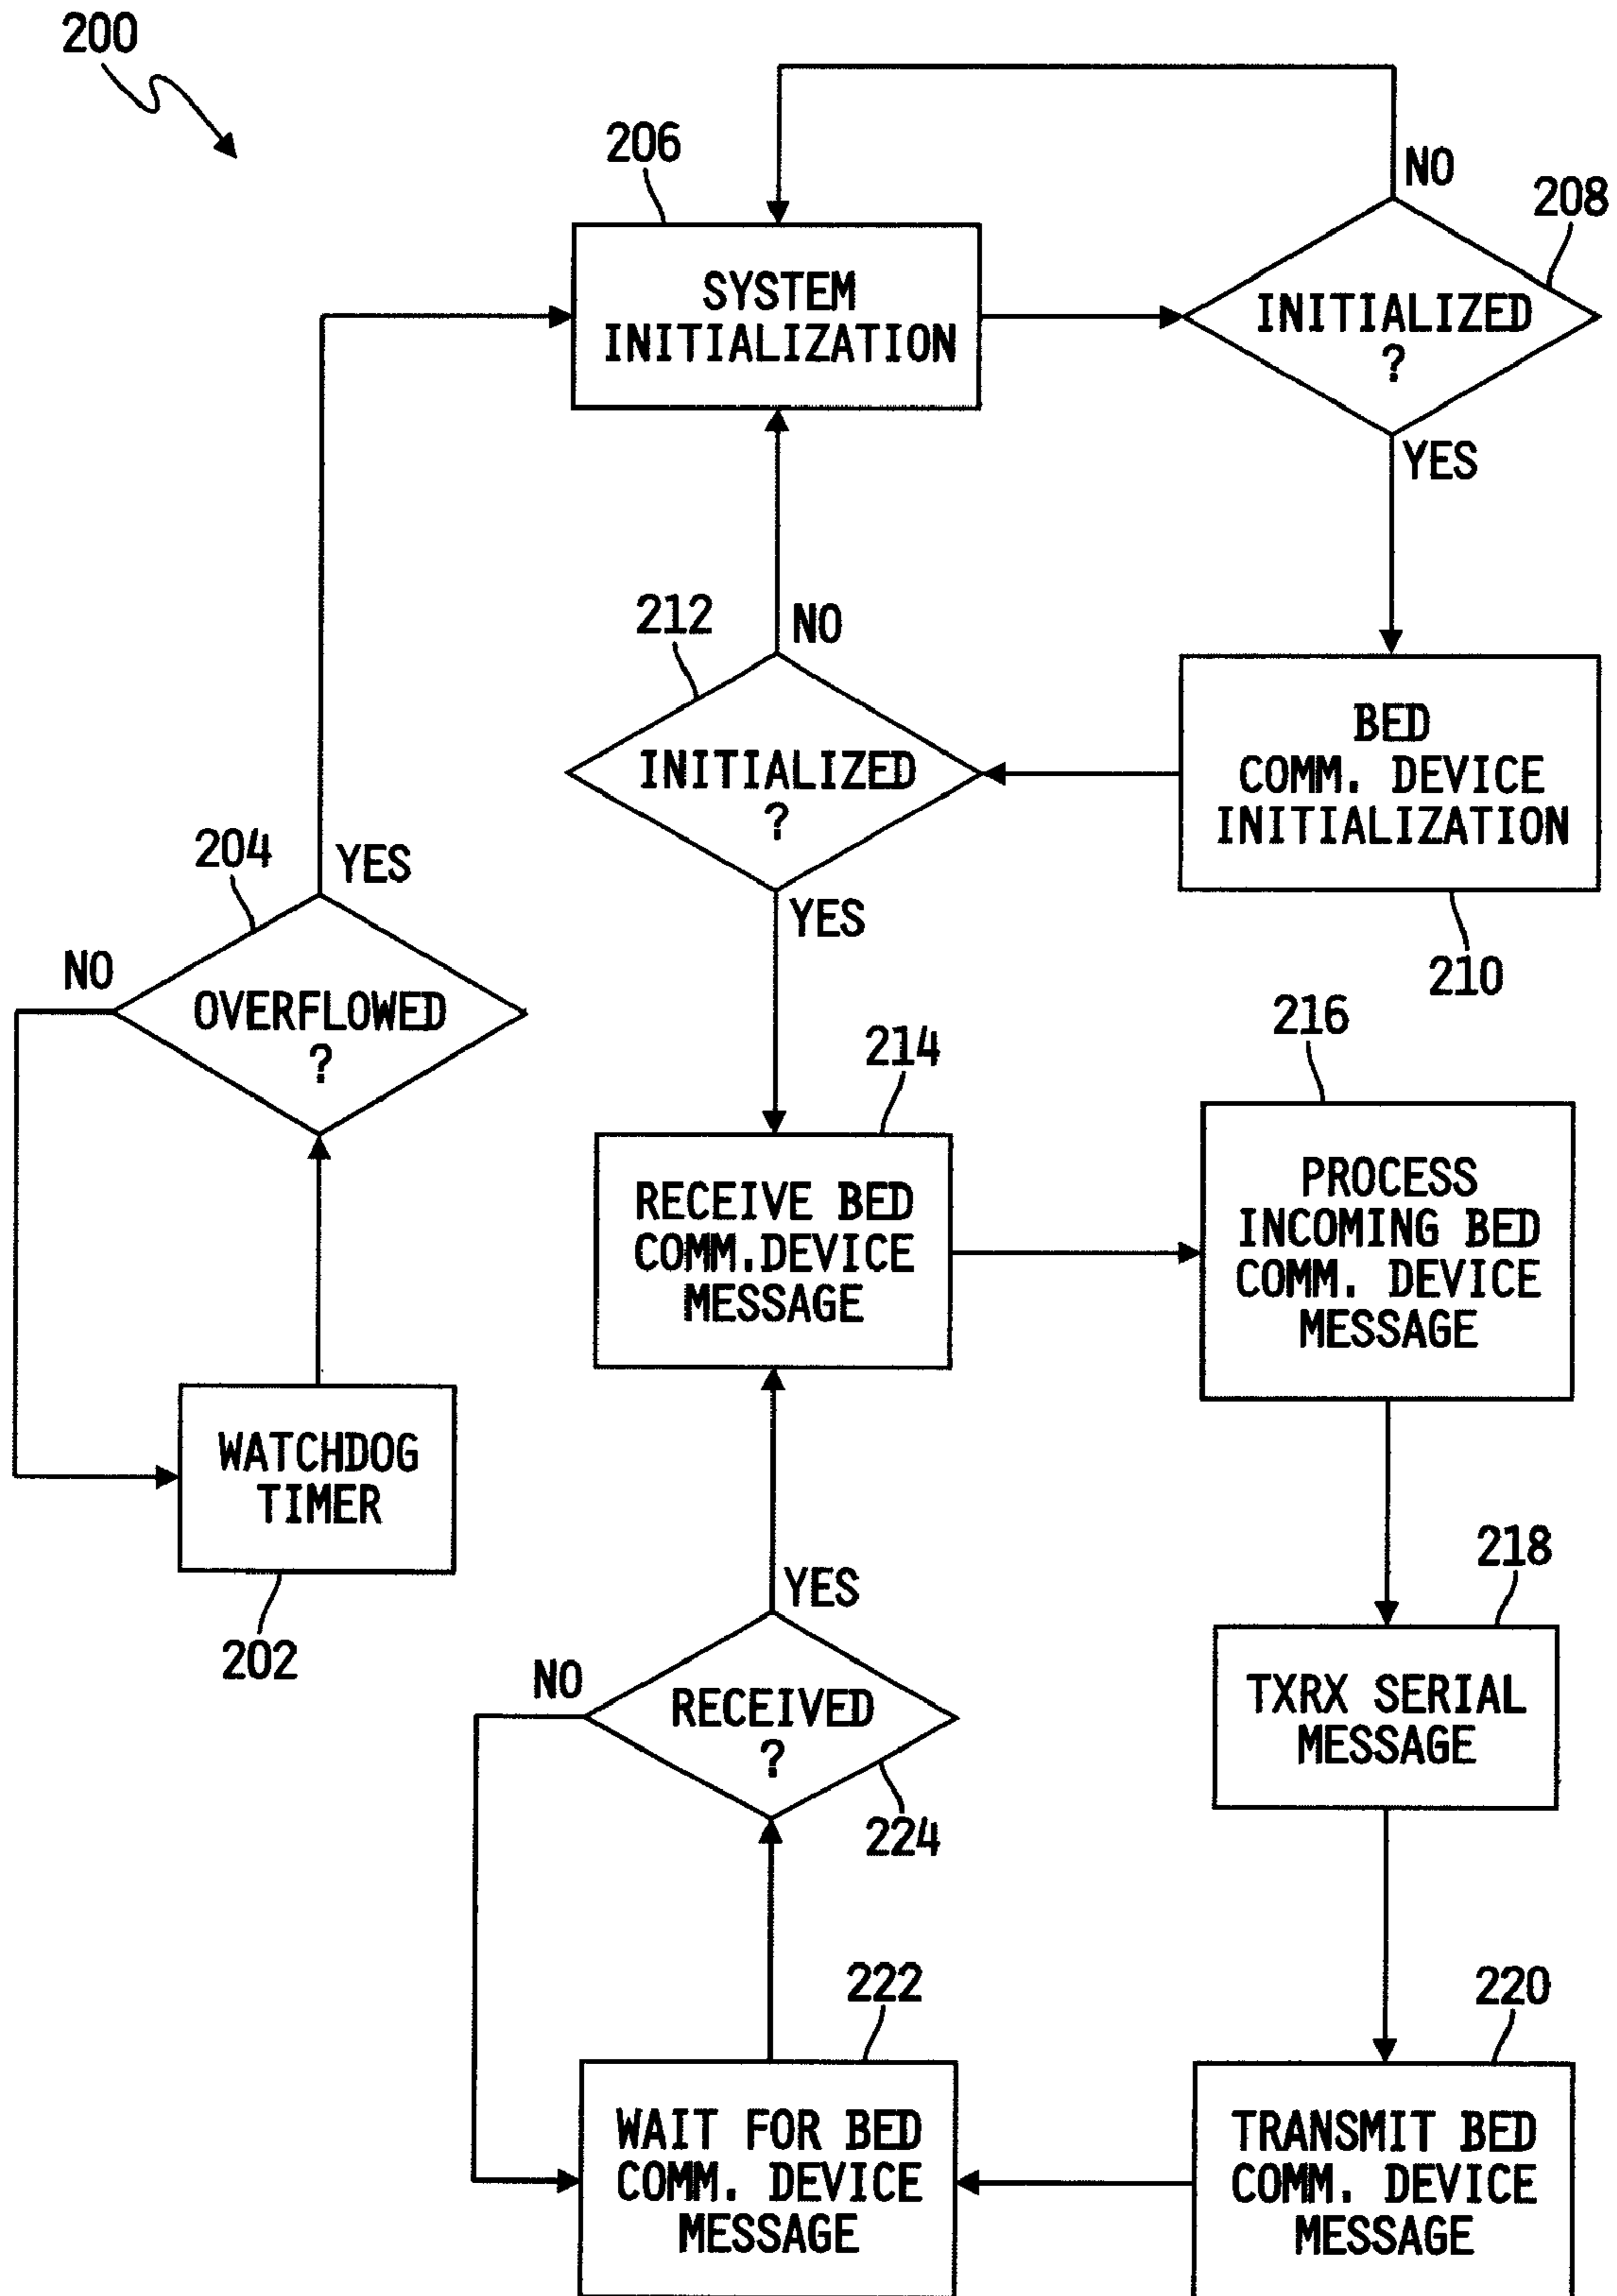 200
206
NO
208
SYSTEM
INITIALIZATION
INITIALIZED
?
YES
212
NO
INITIALIZED
?
BED
COMM. DEVICE
INITIALIZATION
204
YES
YES
NO
210
OVERFLOWED
?
214
216
RECEIVE BED
COMM.DEVICE
MESSAGE
PROCESS
INCOMING BED
COMM. DEVICE
MESSAGE
WATCHDOG
TIMER
202
218
YES
NO
RECEIVED
?
TXRX SERIAL
MESSAGE
224
222
220
WAIT FOR BED
COMM. DEVICE
MESSAGE
TRANSMIT BED
COMM. DEVICE
MESSAGE